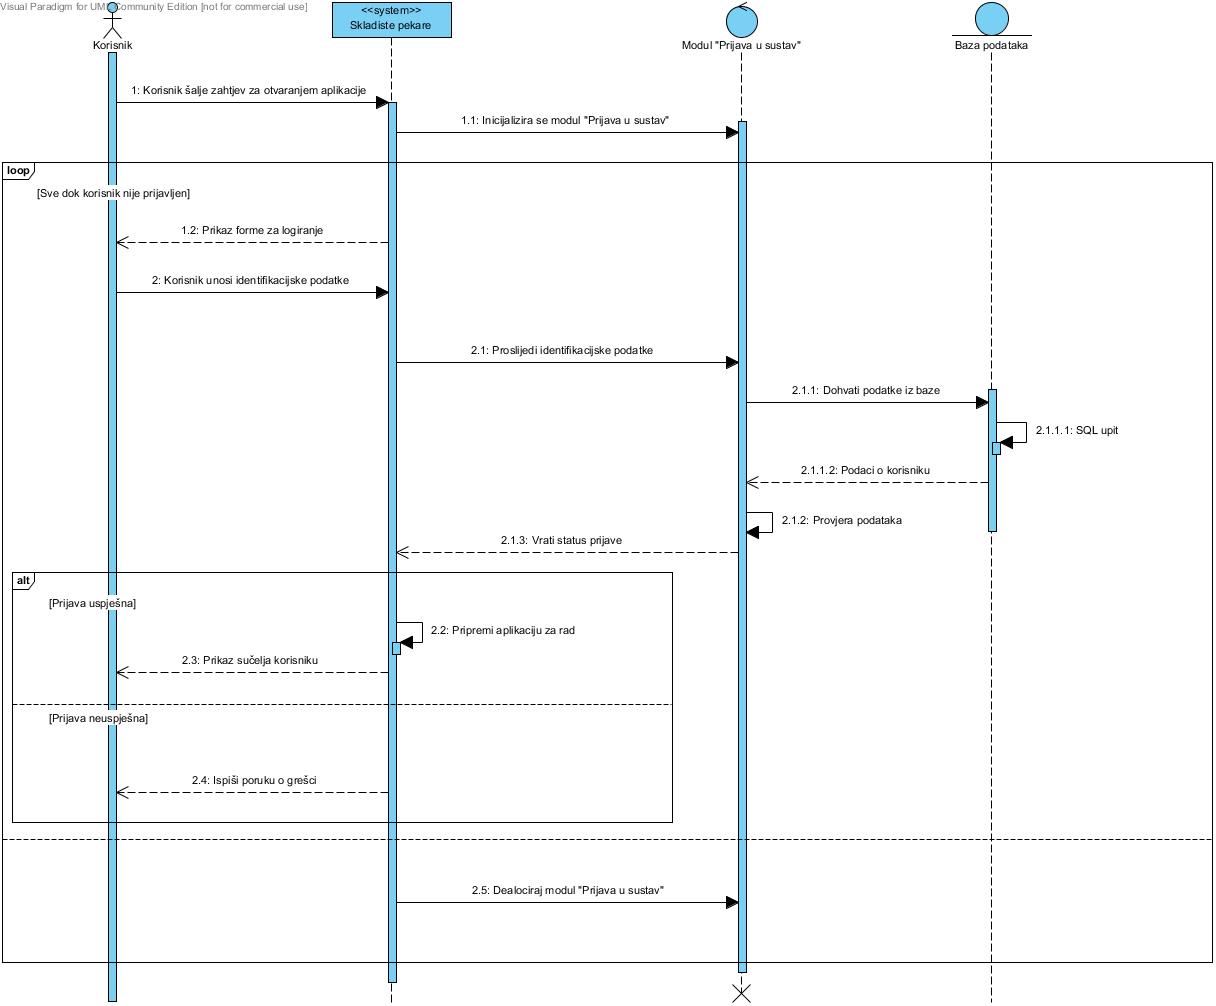 Visual Paradigm for UML Community Edition [not for commercial use]
<<system>>
Skladiste pekare
Korisnik
Modul "Prijava u sustav"
Baza podataka
1: Korisnik šalje zahtjev za otvaranjem aplikacije
1.1: Inicijalizira se modul "Prijava u sustav"
loop
[Sve dok korisnik nije prijavljen]
1.2: Prikaz forme za logiranje
2: Korisnik unosi identifikacijske podatke
2.1: Proslijedi identifikacijske podatke
2.1.1: Dohvati podatke iz baze
2.1.1.1: SQL upit
2.1.1.2: Podaci o korisniku
2.1.2: Provjera podataka
2.1.3: Vrati status prijave
alt
[Prijava uspješna]
2.2: Pripremi aplikaciju za rad
2.3: Prikaz sučelja korisniku
[Prijava neuspješna]
2.4: Ispiši poruku o grešci
2.5: Dealociraj modul "Prijava u sustav"